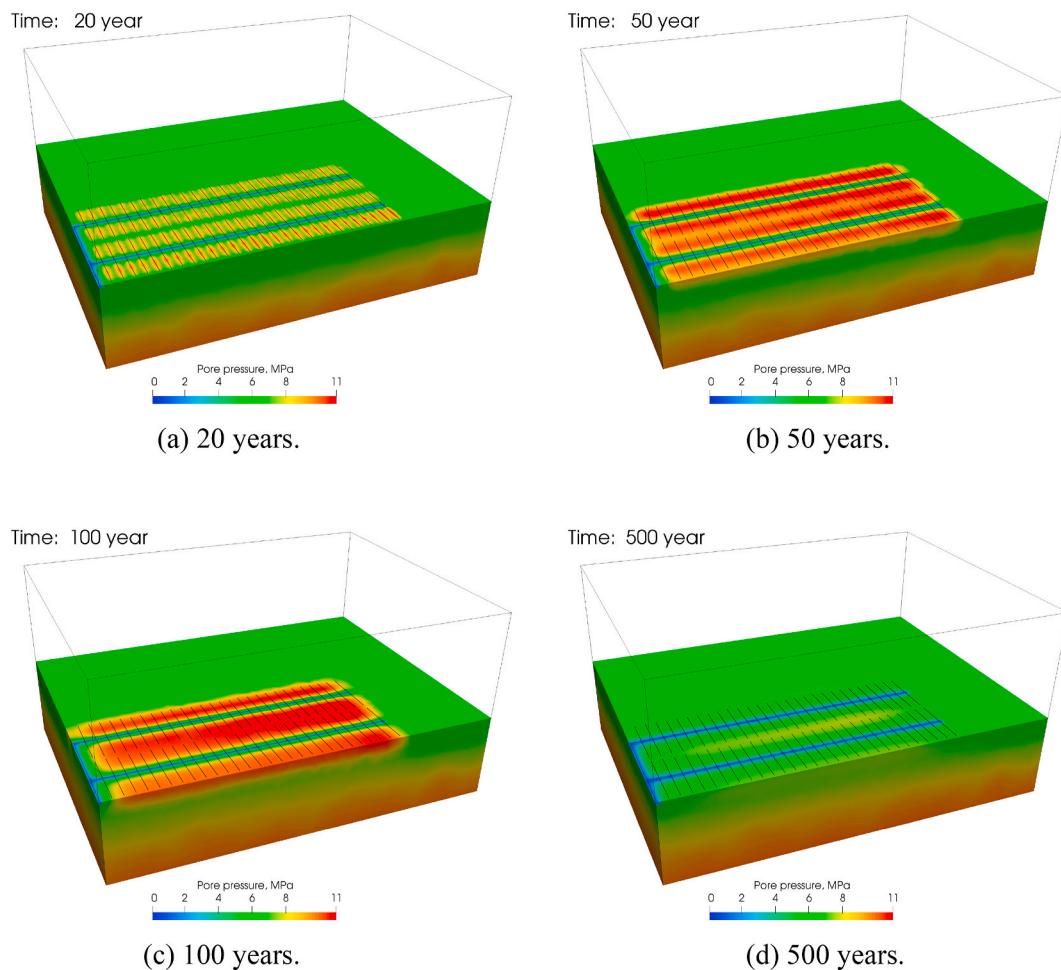 Time: 20 year
Pore pressure, MPa
0 2 4 6 8 11
(a) 20 years.
Time: 50 year
Pore pressure, MPa
0 2 4 6 8 11
(b) 50 years.
Time: 100 year
Pore pressure, MPa
0 2 4 6 8 11
(c) 100 years.
Time: 500 year
Pore pressure, MPa
0 2 4 6 8 11
(d) 500 years.